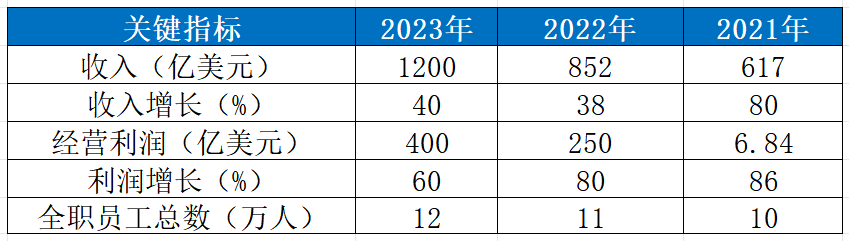 关键指标 2023年 2022年 2021年
收入（亿美元） 1200 852 617
收入增长（%） 40 38 80
经营利润（亿美元） 400 250 6.84
利润增长（%） 60 80 86
全职员工总数（万人） 12 11 10